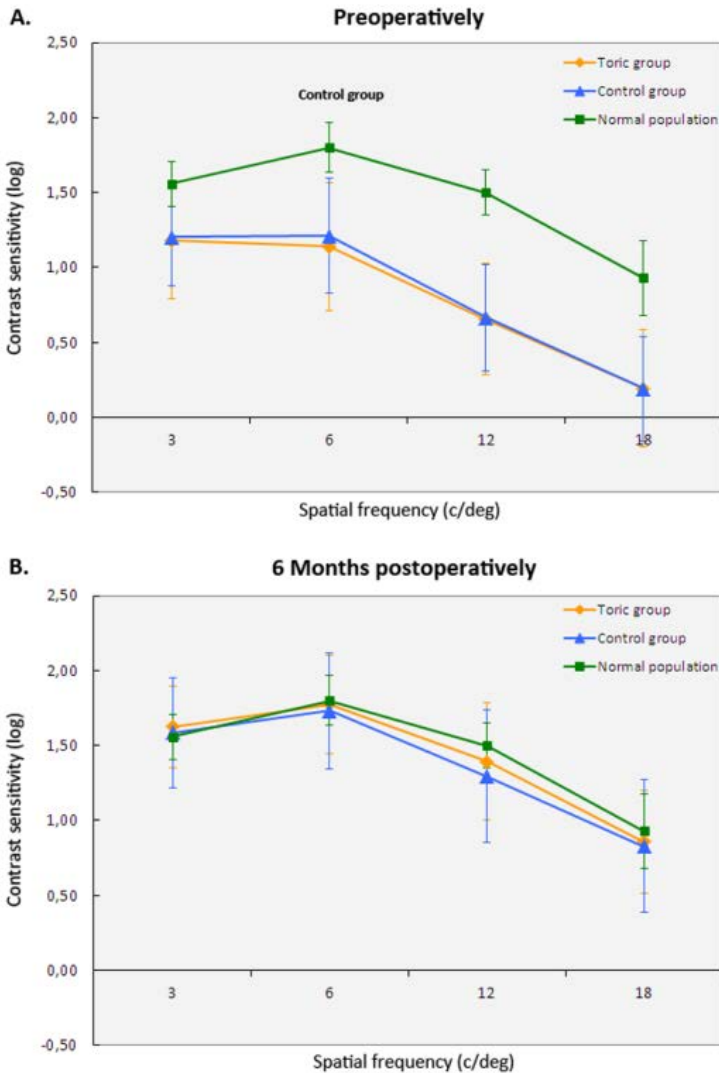 A.
Preoperatively
2,50
2,00
1,50
1,00
0,50
0,00
-0,50
Contrast sensitivity (log)
Control group
Toric group
Control group
Normal population
3 6 12 18
Spatial frequency (c/deg)
B.
6 Months postoperatively
2,50
2,00
1,50
1,00
0,50
0,00
-0,50
Contrast sensitivity (log)
Toric group
Control group
Normal population
3 6 12 18
Spatial frequency (c/deg)